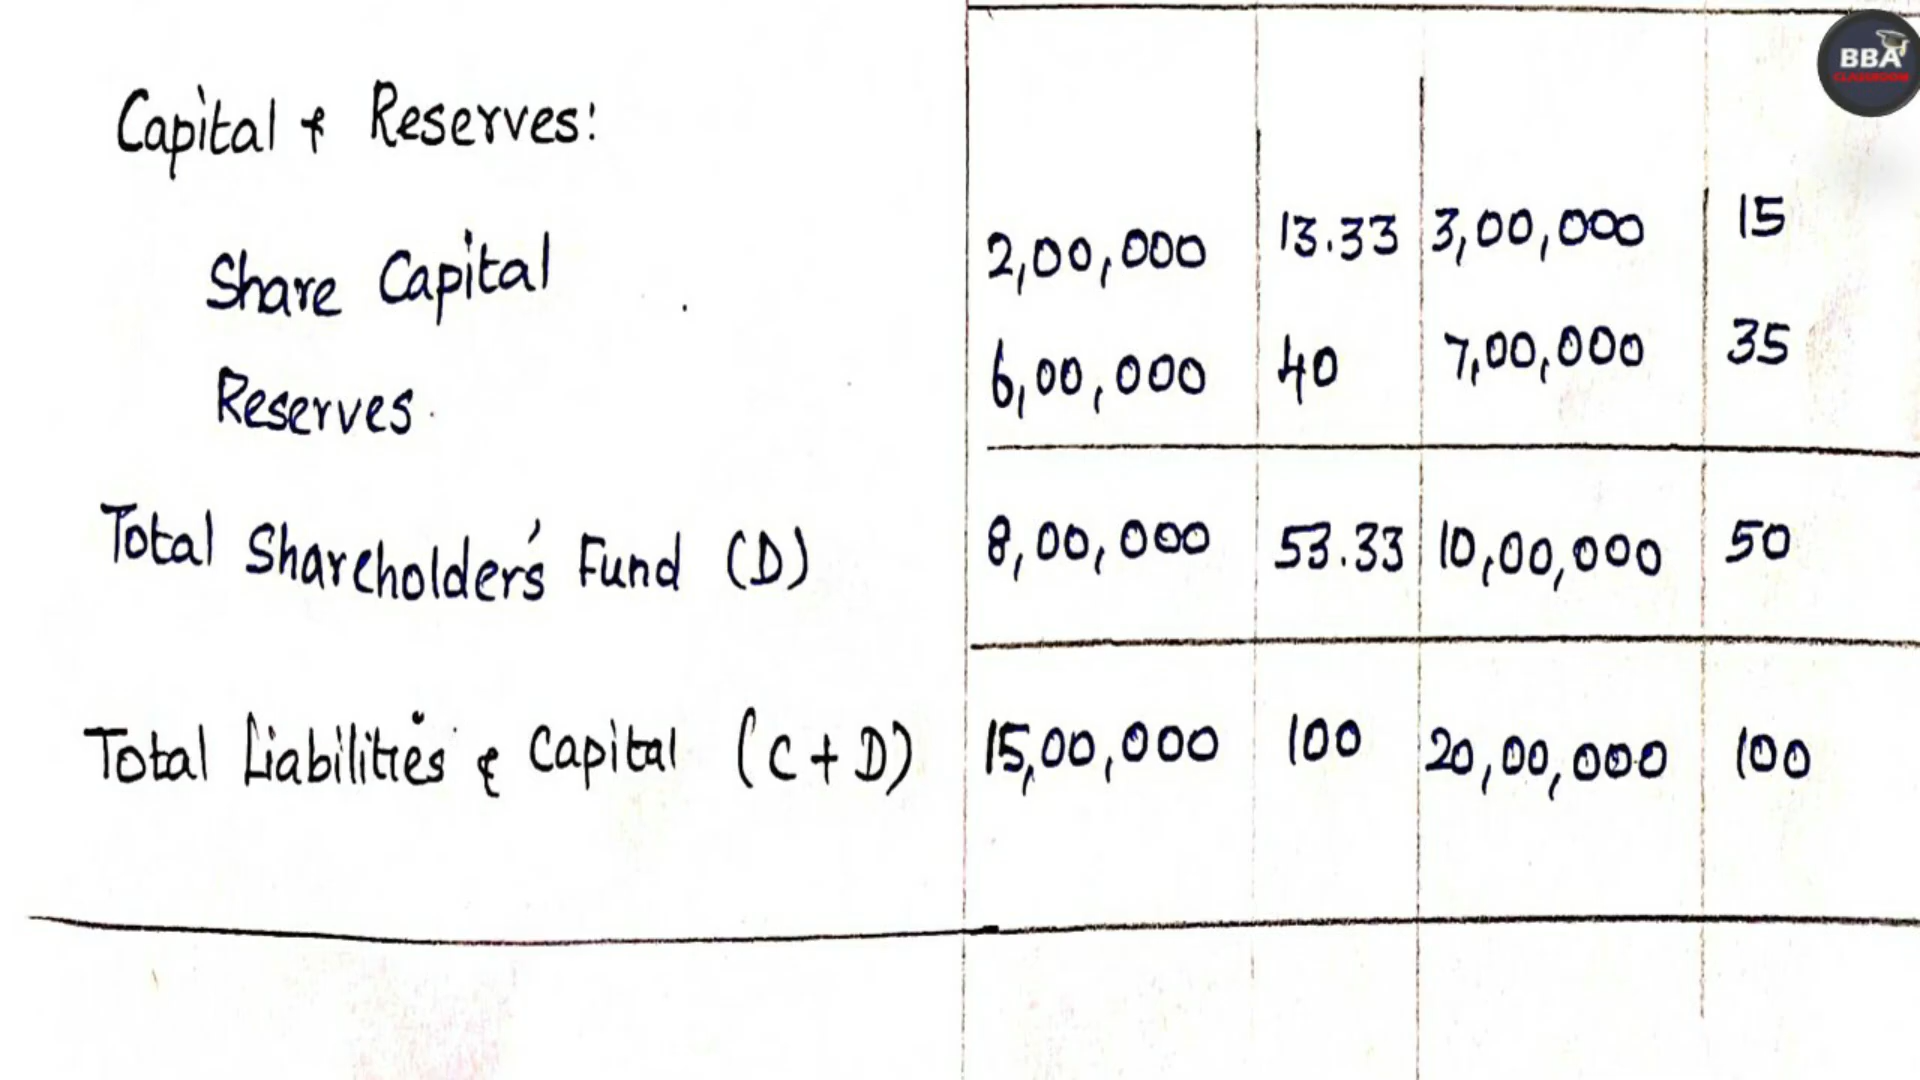 BBA
CLASSROOM
Capital & Reserves:
Share Capital 2,00,000 13.33 3,00,000 15
Reserves. 6,00,000 40 7,00,000 35
Total Shareholder's Fund (D) 8,00,000 53.33 10,00,000 50
Total Liabilities & Capital (C + D) 15,00,000 100 20,00,000 100